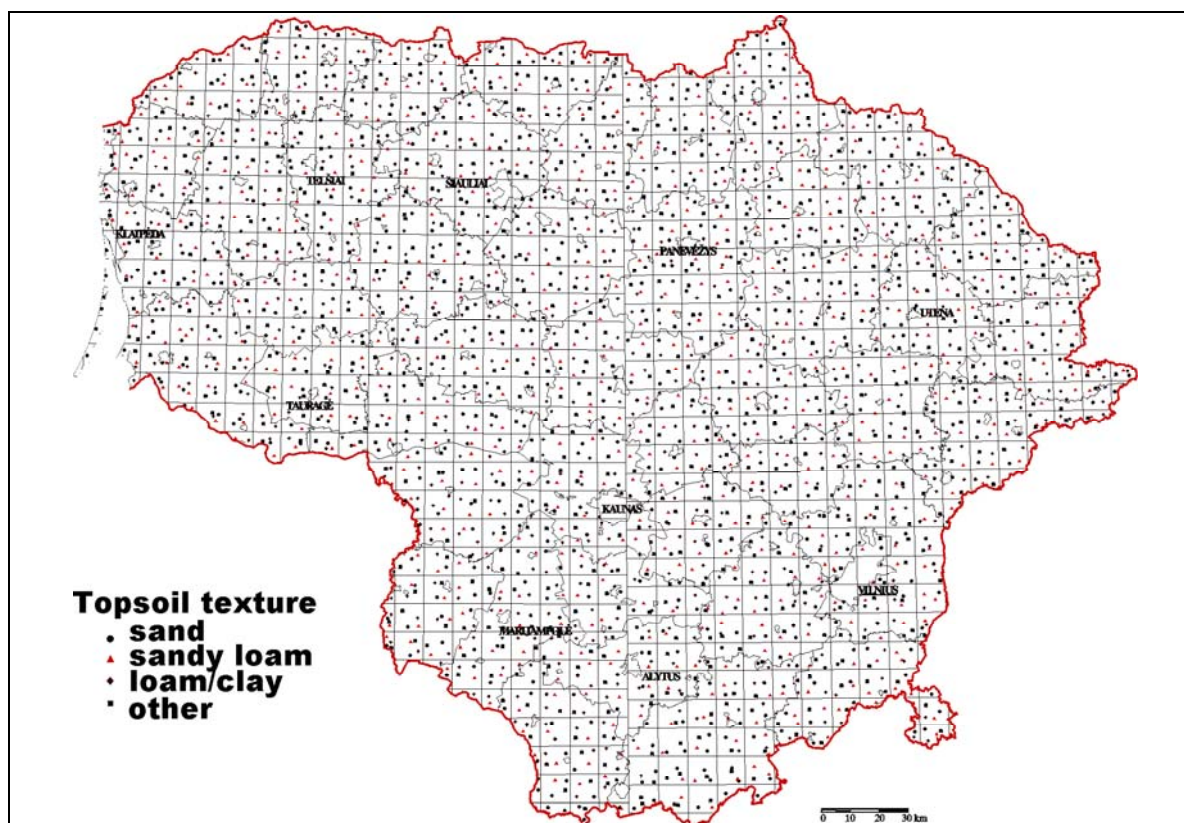 TELŠIAI
ŠIAULIAI
KLAIPĖDA
PANEVĖŽYS
UTENA
TAURAGĖ
KAUNAS
VILNIUS
MARIJAMPOLĖ
ALYTUS
Topsoil texture
sand
sandy loam
loam/clay
other
0 10 20 30 km